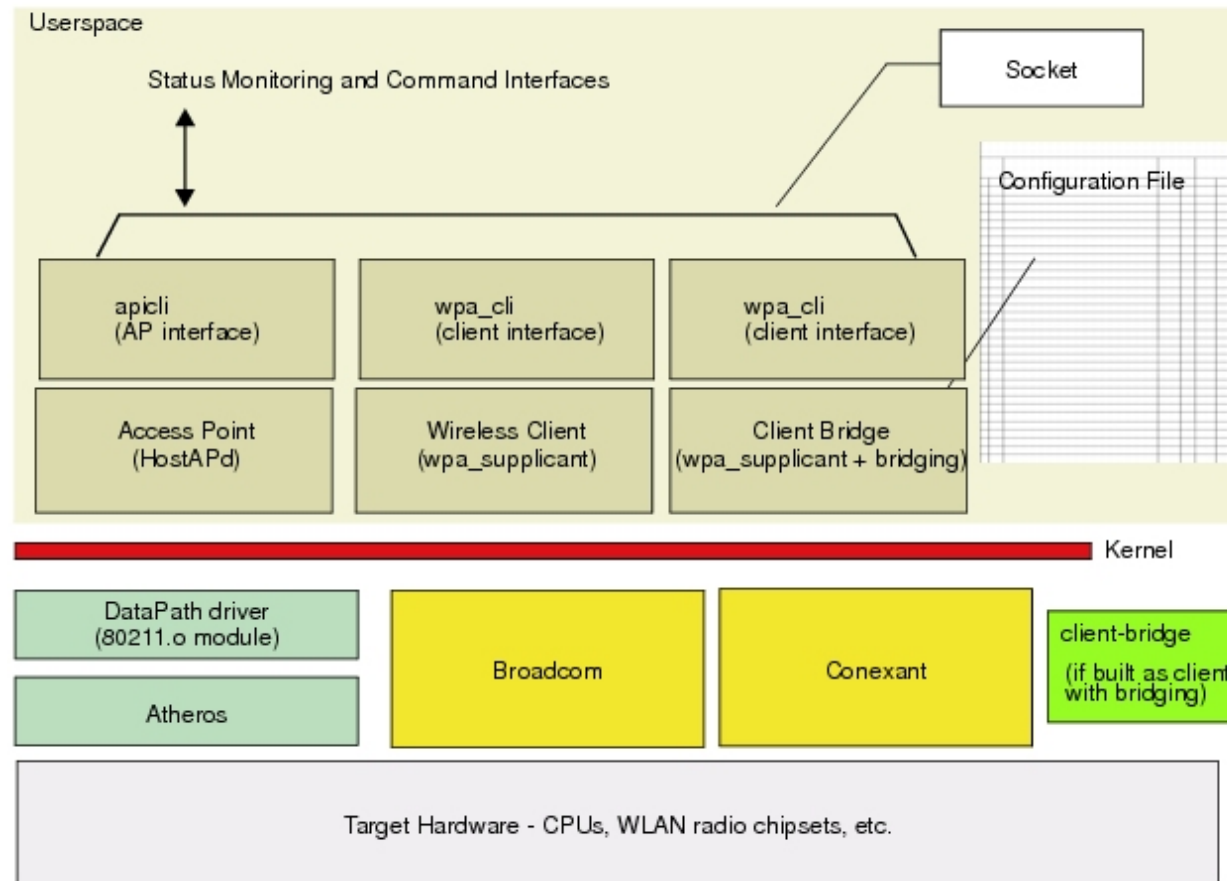 Userspace
Status Monitoring and Command Interfaces
Socket
Configuration File
apicli
(AP interface)
wpa_cli
(client interface)
wpa_cli
(client interface)
Access Point
(HostAPd)
Wireless Client
(wpa_supplicant)
Client Bridge
(wpa_supplicant + bridging)
Kernel
DataPath driver
(80211.o module)
Atheros
Broadcom
Conexant
client-bridge
(if built as client
with bridging)
Target Hardware - CPUs, WLAN radio chipsets, etc.